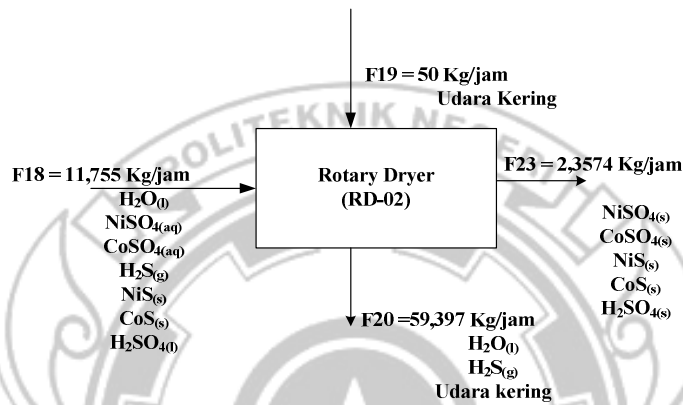 F19 = 50 Kg/jam
Udara Kering
POLITEKNIK NEGERI
Rotary Dryer
(RD-02)
F18 = 11,755 Kg/jam
H₂O₍ₗ₎
NiSO₄₍aq₎
CoSO₄₍aq₎
H₂S₍g₎
NiS₍s₎
CoS₍s₎
H₂SO₄₍l₎
F23 = 2,3574 Kg/jam
NiSO₄₍s₎
CoSO₄₍s₎
NiS₍s₎
CoS₍s₎
H₂SO₄₍s₎
F20 =59,397 Kg/jam
H₂O₍l₎
H₂S₍g₎
Udara kering